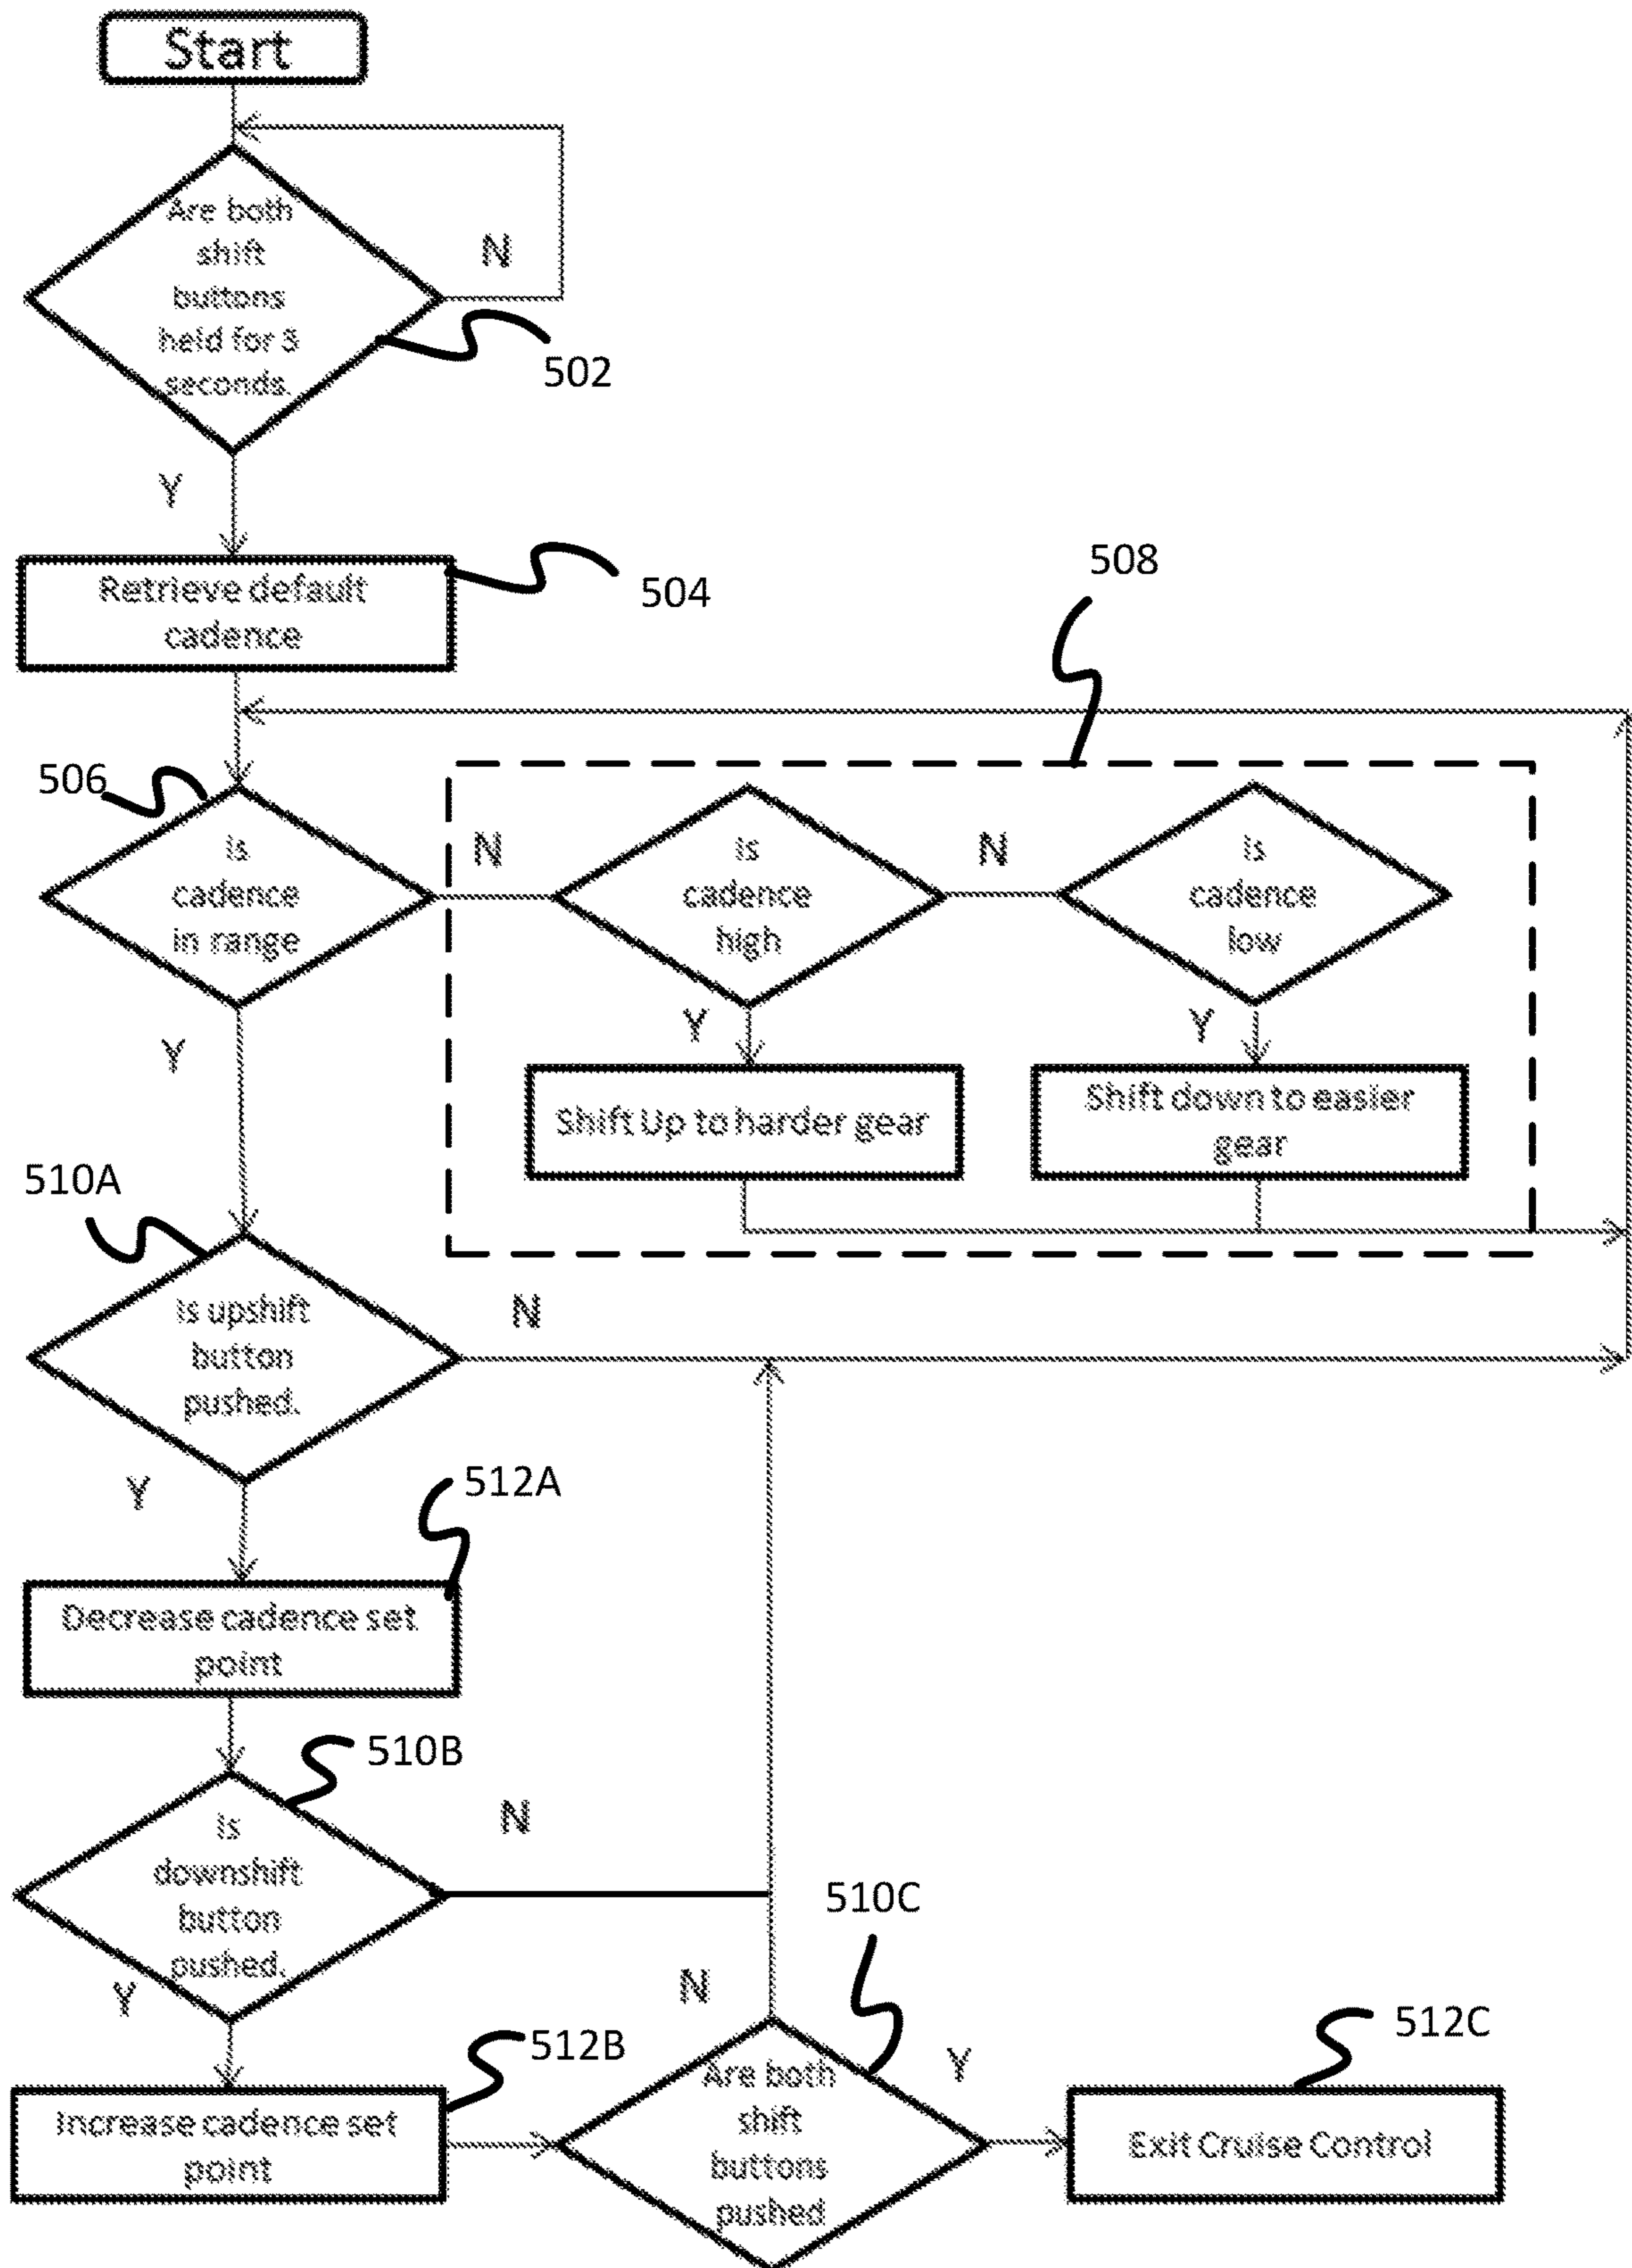 Start
Are both
shift
buttons
held for 3
seconds.
N
502
Y
Retrieve default
cadence
504
508
506
is
cadence
in range
N
is
cadence
high
N
is
cadence
low
Y
Y
Y
Shift Up to harder gear
Shift down to easier
gear
510A
is upshift
button
pushed.
N
Y
512A
Decrease cadence set
point
510B
is
downshift
button
pushed.
N
Y
510C
N
512B
Increase cadence set
point
Are both
shift
buttons
pushed
Y
512C
Exit Cruise Control